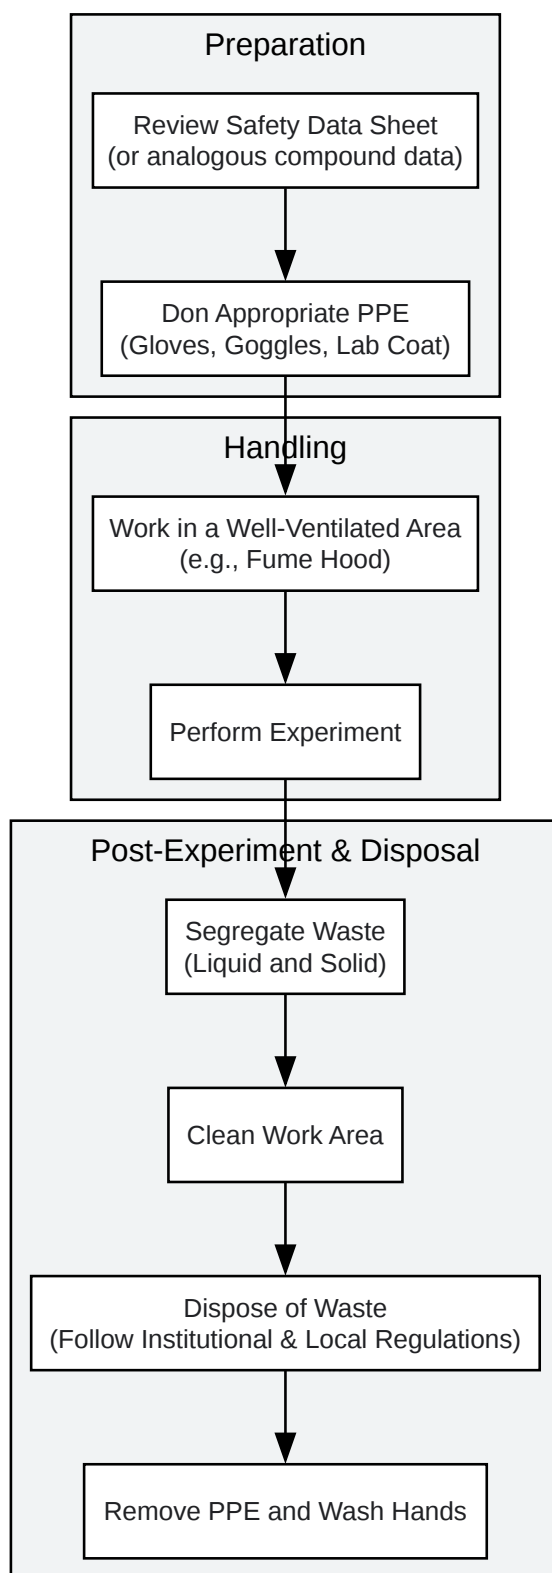 Preparation
Review Safety Data Sheet
(or analogous compound data)
Don Appropriate PPE
(Gloves, Goggles, Lab Coat)
Handling
Work in a Well-Ventilated Area
(e.g., Fume Hood)
Perform Experiment
Post-Experiment & Disposal
Segregate Waste
(Liquid and Solid)
Clean Work Area
Dispose of Waste
(Follow Institutional & Local Regulations)
Remove PPE and Wash Hands